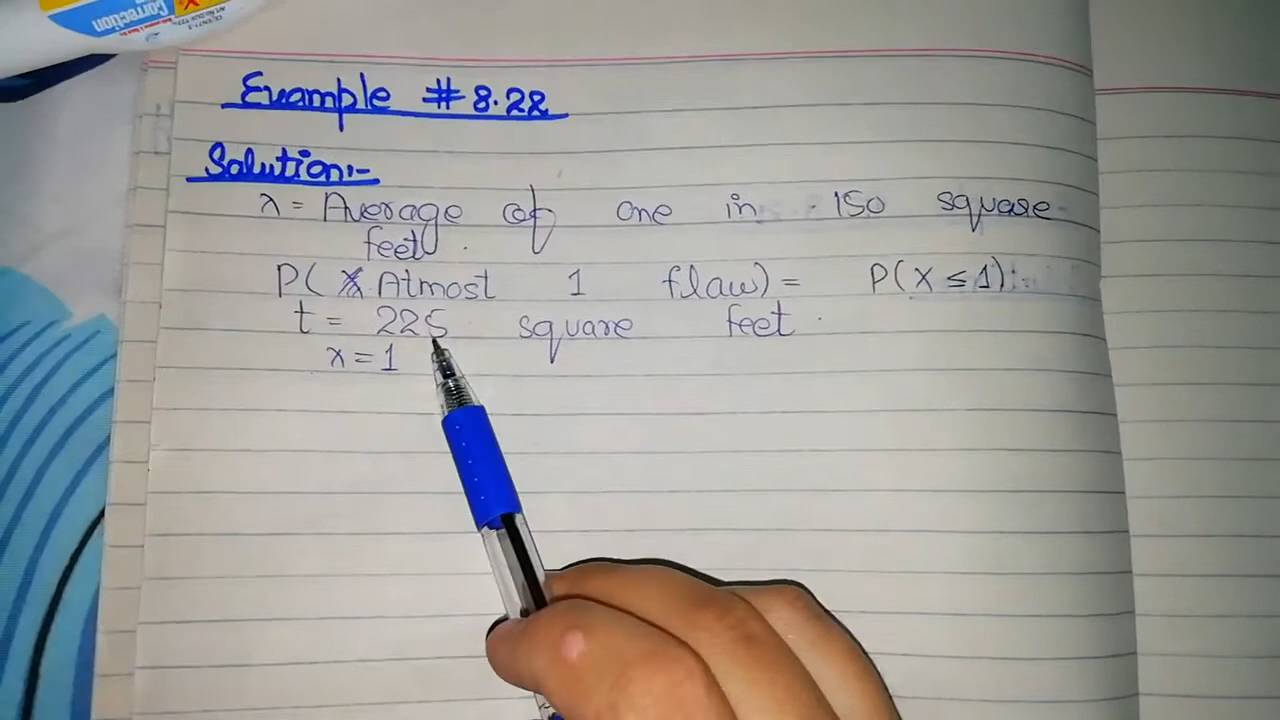 Correction
Example #8.28
Solution:-
λ = Average of one in 150 square
feet.
P( Atmost 1 flaw) = P(X ≤ 1)
t = 225 square feet
x = 1